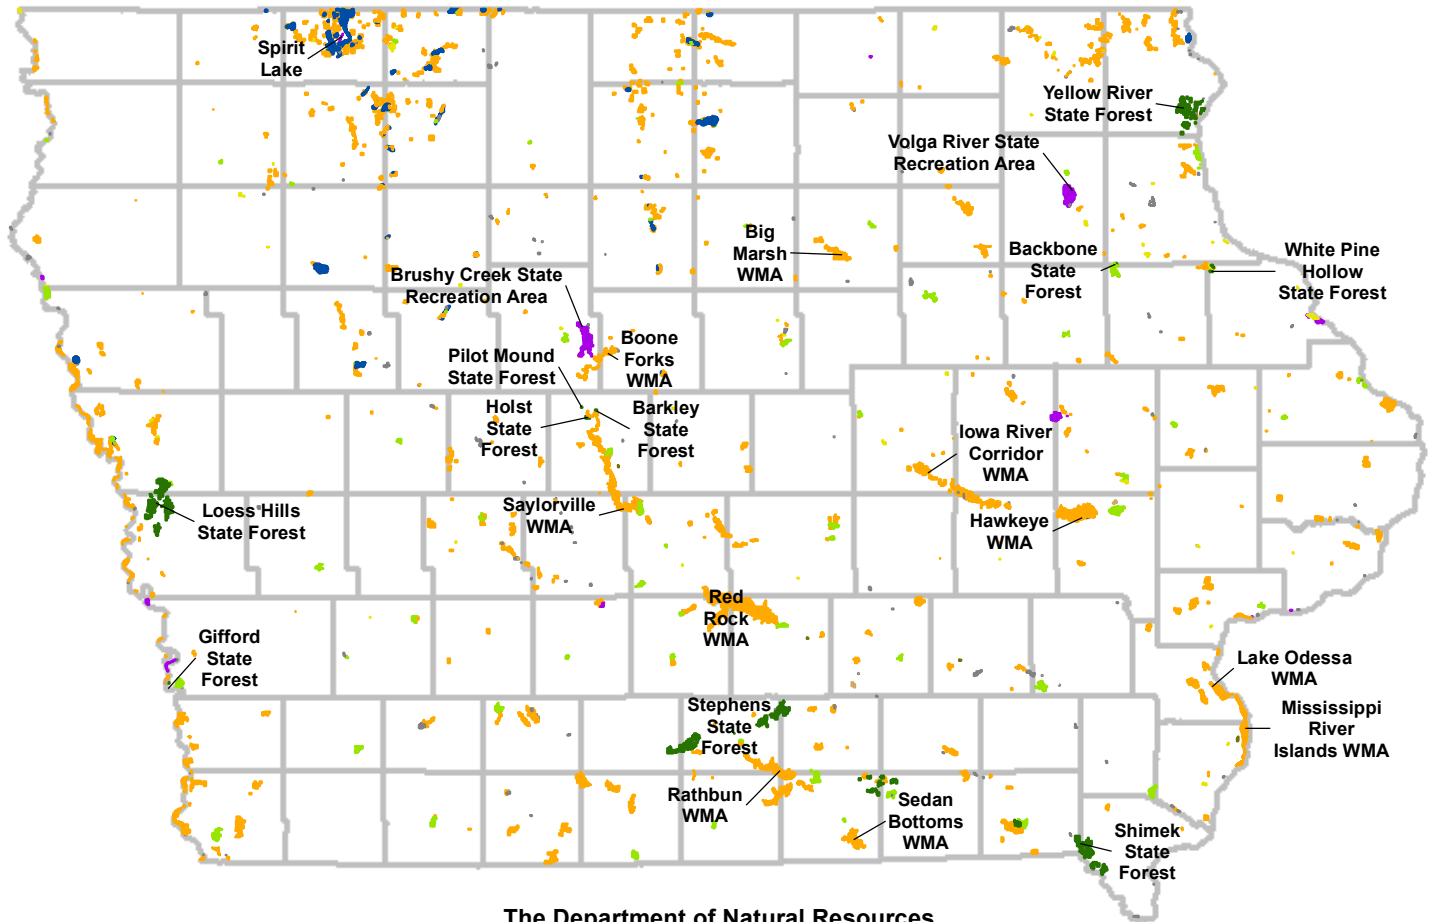 Spirit
Lake
Yellow River
State Forest
Volga River State
Recreation Area
Big
Marsh
WMA
Backbone
State
Forest
White Pine
Hollow
State Forest
Brushy Creek State
Recreation Area
Boone
Forks
WMA
Pilot Mound
State Forest
Holst
State
Forest
Barkley
State
Forest
Iowa River
Corridor
WMA
Loess Hills
State Forest
Saylorville
WMA
Hawkeye
WMA
Red
Rock
WMA
Gifford
State
Forest
Lake Odessa
WMA
Mississippi
River
Islands WMA
Stephens
State
Forest
Rathbun
WMA
Sedan
Bottoms
WMA
Shimek
State
Forest
The Department of Natural Resources